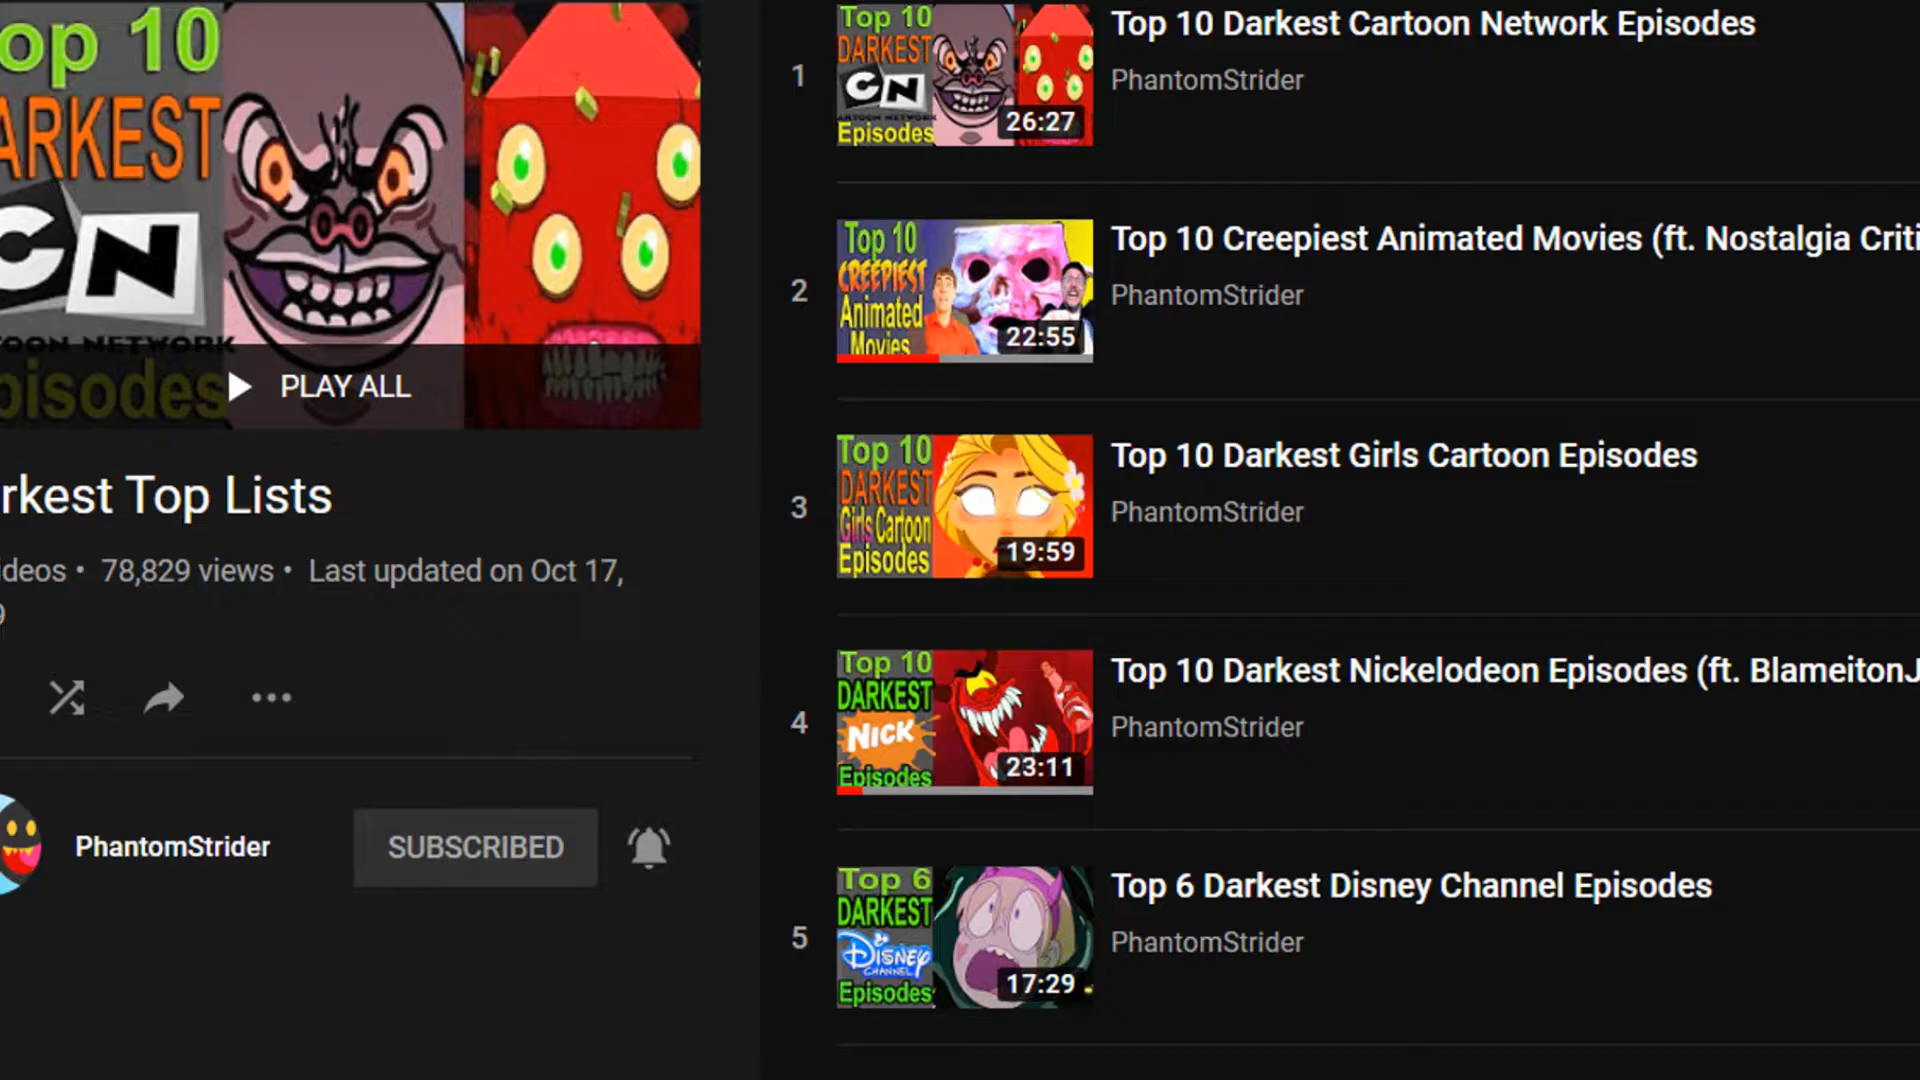 op 10
ARKEST
CN
OON NETWORK
pisodes
PLAY ALL
rkest Top Lists
ideos • 78,829 views • Last updated on Oct 17,
9
PhantomStrider
SUBSCRIBED
1
Top 10
DARKEST
CN
ARTOON NETWORK
Episodes
26:27
Top 10 Darkest Cartoon Network Episodes
PhantomStrider
2
Top 10
CREEPIEST
Animated
Movies
22:55
Top 10 Creepiest Animated Movies (ft. Nostalgia Criti
PhantomStrider
3
Top 10
DARKEST
Girls Cartoon
Episodes
19:59
Top 10 Darkest Girls Cartoon Episodes
PhantomStrider
4
Top 10
DARKEST
NICK
Episodes
23:11
Top 10 Darkest Nickelodeon Episodes (ft. BlameitonJ
PhantomStrider
5
Top 6
DARKEST
DISNEY
CHANNEL
Episodes
17:29
Top 6 Darkest Disney Channel Episodes
PhantomStrider